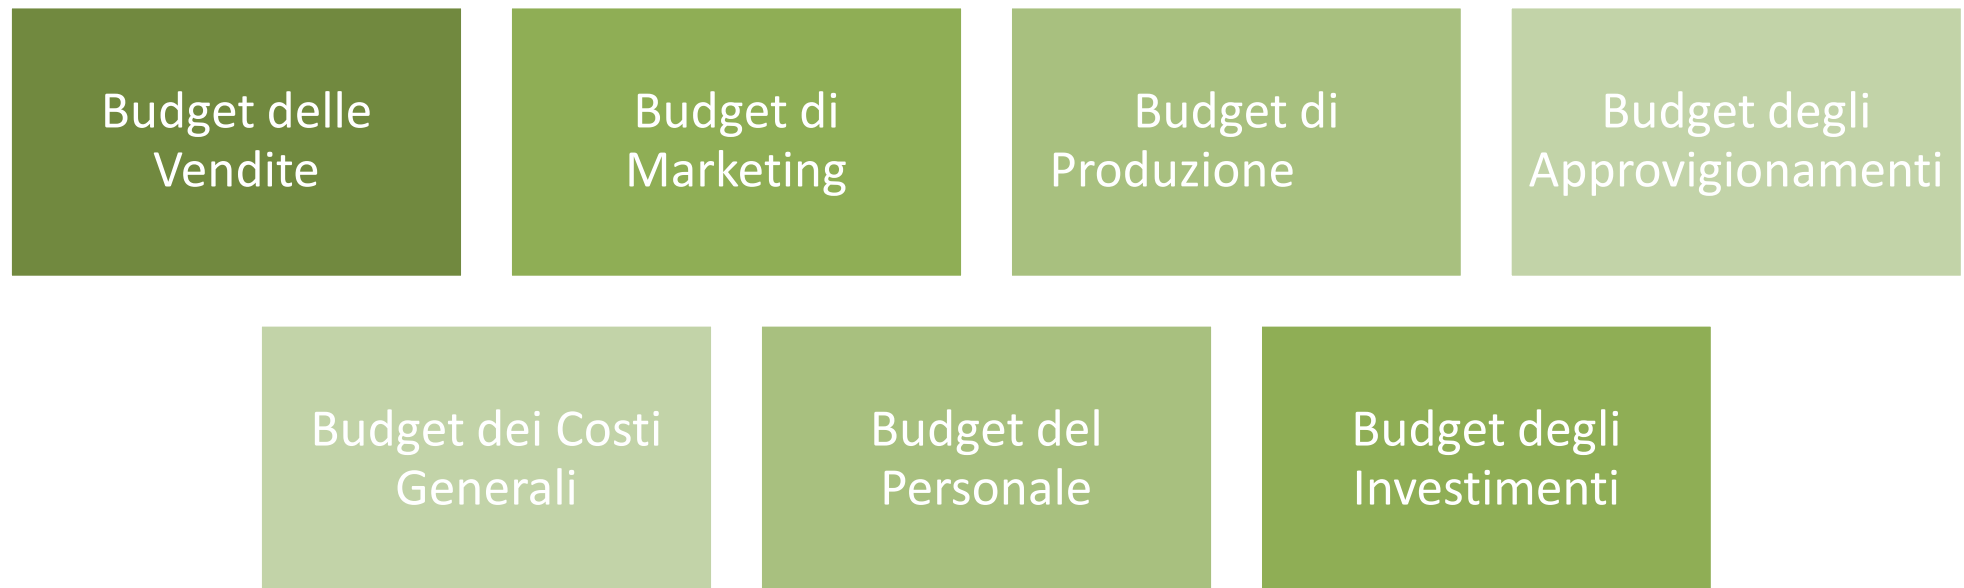 Budget delle
Vendite
Budget di
Marketing
Budget di
Produzione
Budget degli
Approvigionamenti
Budget dei Costi
Generali
Budget del
Personale
Budget degli
Investimenti